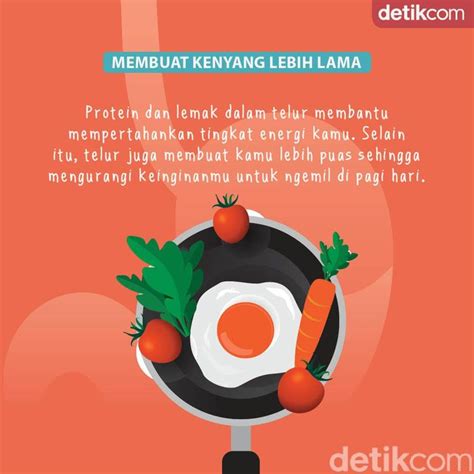 detikcom
MEMBUAT KENYANG LEBIH LAMA
Protein dan lemak dalam telur membantu
mempertahankan tingkat energi kamu. Selain
itu, telur juga membuat kamu lebih puas sehingga
mengurangi keinginanmu untuk ngemil di pagi hari.
detikcom